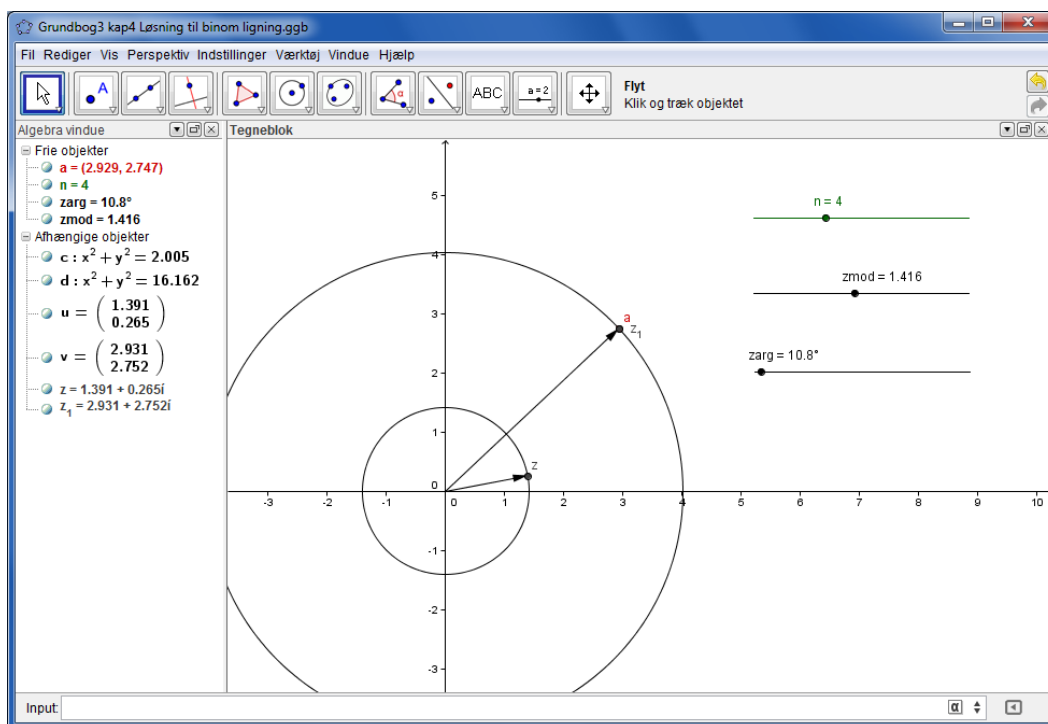 Grundbog3 kap4 Løsning til binom ligning.ggb
Fil Rediger Vis Perspektiv Indstillinger Værktøj Vindue Hjælp
A
α
ABC
a = 2
Flyt
Klik og træk objektet
Algebra vindue
Tegneblok
Frie objekter
a = (2.929, 2.747)
n = 4
zarg = 10.8°
zmod = 1.416
Afhængige objekter
c : x² + y² = 2.005
d : x² + y² = 16.162
u = ( 1.391
0.265 )
v = ( 2.931
2.752 )
z = 1.391 + 0.265í
z₁ = 2.931 + 2.752í
n = 4
zmod = 1.416
zarg = 10.8°
a
z₁
z
5
4
3
2
1
0
-1
-2
-3
-3 -2 -1 0 1 2 3 4 5 6 7 8 9 10
Input:
α